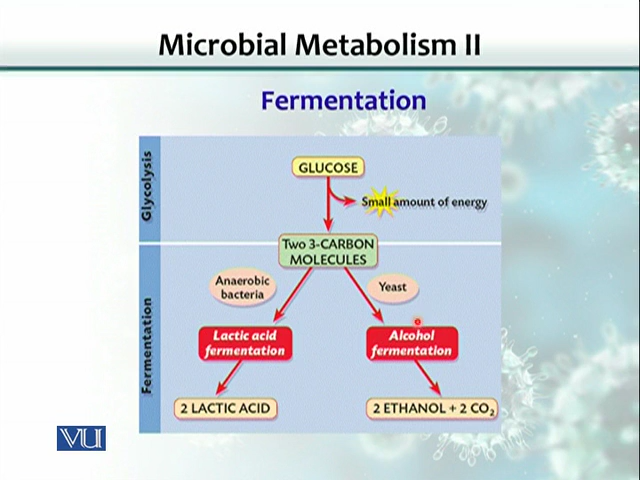 Microbial Metabolism II
Fermentation
Glycolysis
GLUCOSE
Small amount of energy
Two 3-CARBON
MOLECULES
Fermentation
Anaerobic
bacteria
Yeast
Lactic acid
fermentation
Alcohol
fermentation
2 LACTIC ACID
2 ETHANOL + 2 CO₂
VU